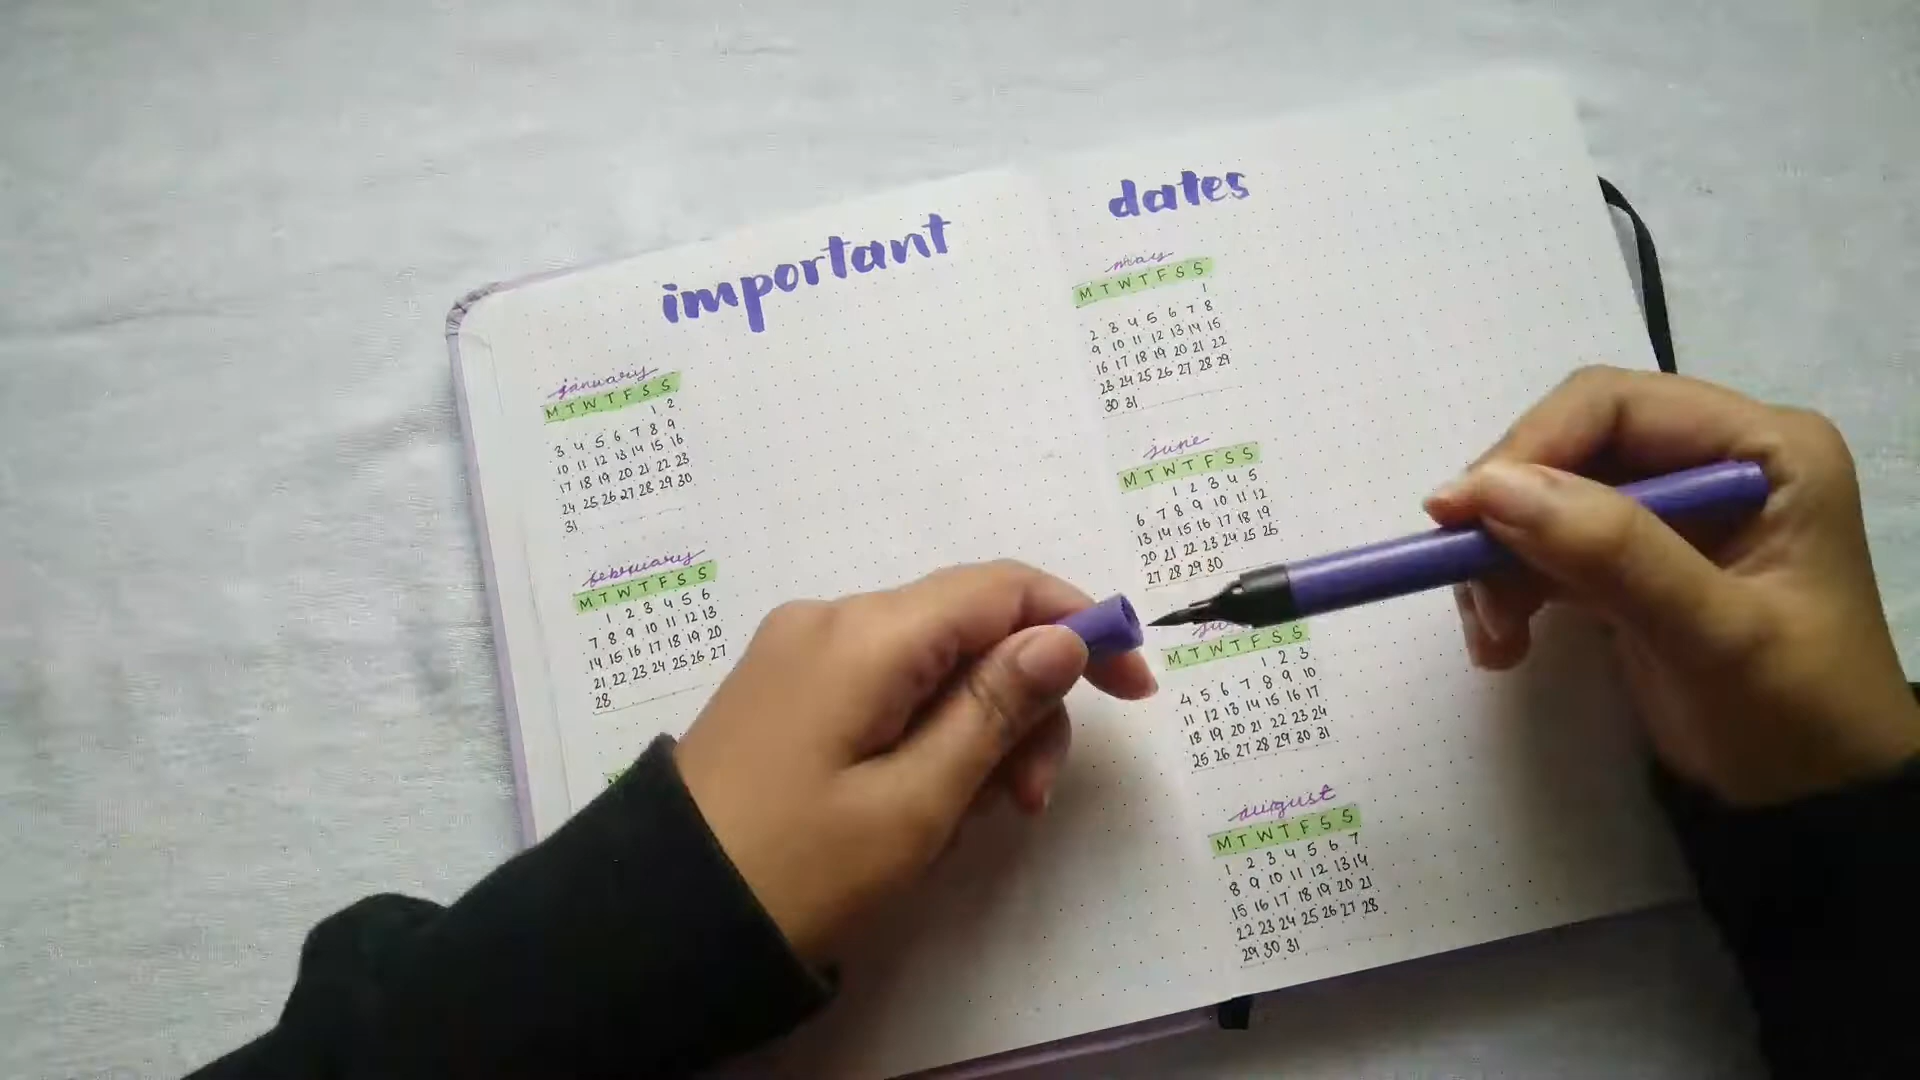 important
january
M T W T F S S
1 2
3 4 5 6 7 8 9
10 11 12 13 14 15 16
17 18 19 20 21 22 23
24 25 26 27 28 29 30
31
february
M T W T F S S
1 2 3 4 5 6
7 8 9 10 11 12 13
14 15 16 17 18 19 20
21 22 23 24 25 26 27
28
dates
may
M T W T F S S
1
2 3 4 5 6 7 8
9 10 11 12 13 14 15
16 17 18 19 20 21 22
23 24 25 26 27 28 29
30 31
june
M T W T F S S
1 2 3 4 5
6 7 8 9 10 11 12
13 14 15 16 17 18 19
20 21 22 23 24 25 26
27 28 29 30
M T W T F S S
1 2 3
4 5 6 7 8 9 10
11 12 13 14 15 16 17
18 19 20 21 22 23 24
25 26 27 28 29 30 31
august
M T W T F S S
1 2 3 4 5 6 7
8 9 10 11 12 13 14
15 16 17 18 19 20 21
22 23 24 25 26 27 28
29 30 31